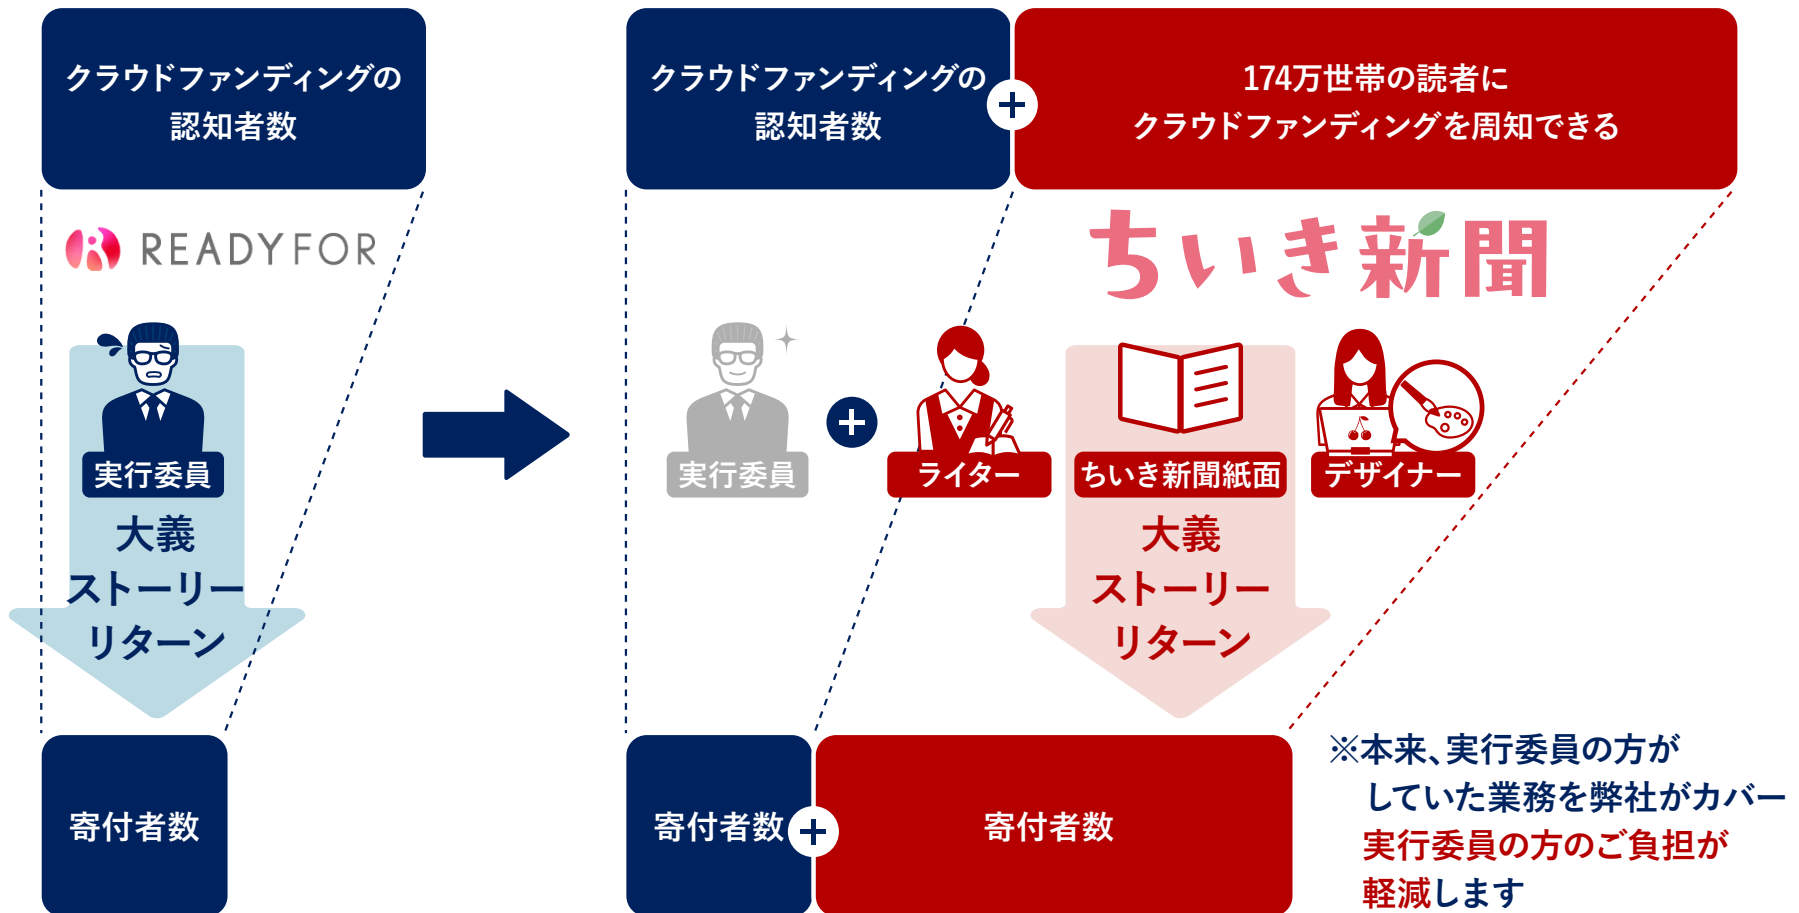 クラウドファンディングの
認知者数
READYFOR
実行委員
大義
ストーリー
リターン
寄付者数
クラウドファンディングの
認知者数
+
174万世帯の読者に
クラウドファンディングを周知できる
ちいき新聞
実行委員
+
ライター
ちいき新聞紙面
デザイナー
大義
ストーリー
リターン
寄付者数
+
寄付者数
※本来、実行委員の方が
していた業務を弊社がカバー
実行委員の方のご負担が
軽減します